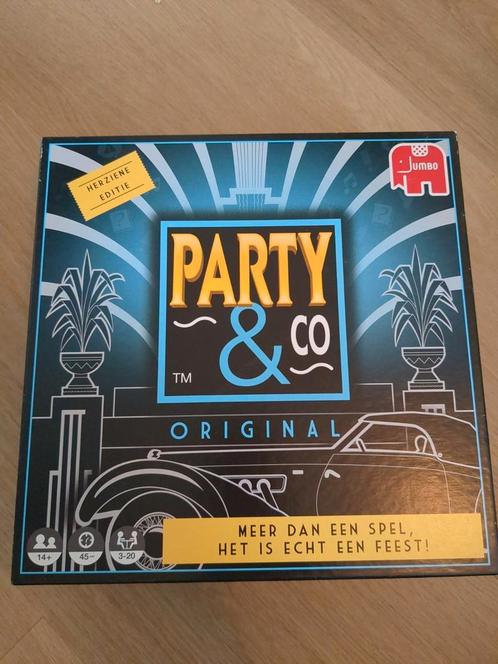 HERZIENE
EDITIE
Jumbo
PARTY
& CO
TM
ORIGINAL
MEER DAN EEN SPEL,
HET IS ECHT EEN FEEST!
14+
45-
3-20